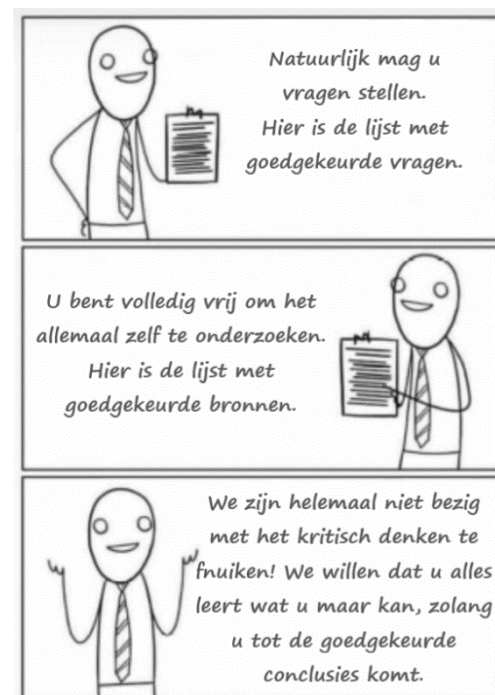 Natuurlijk mag u
vragen stellen.
Hier is de lijst met
goedgekeurde vragen.
U bent volledig vrij om het
allemaal zelf te onderzoeken.
Hier is de lijst met
goedgekeurde bronnen.
We zijn helemaal niet bezig
met het kritisch denken te
fnuiken! We willen dat u alles
leert wat u maar kan, zolang
u tot de goedgekeurde
conclusies komt.